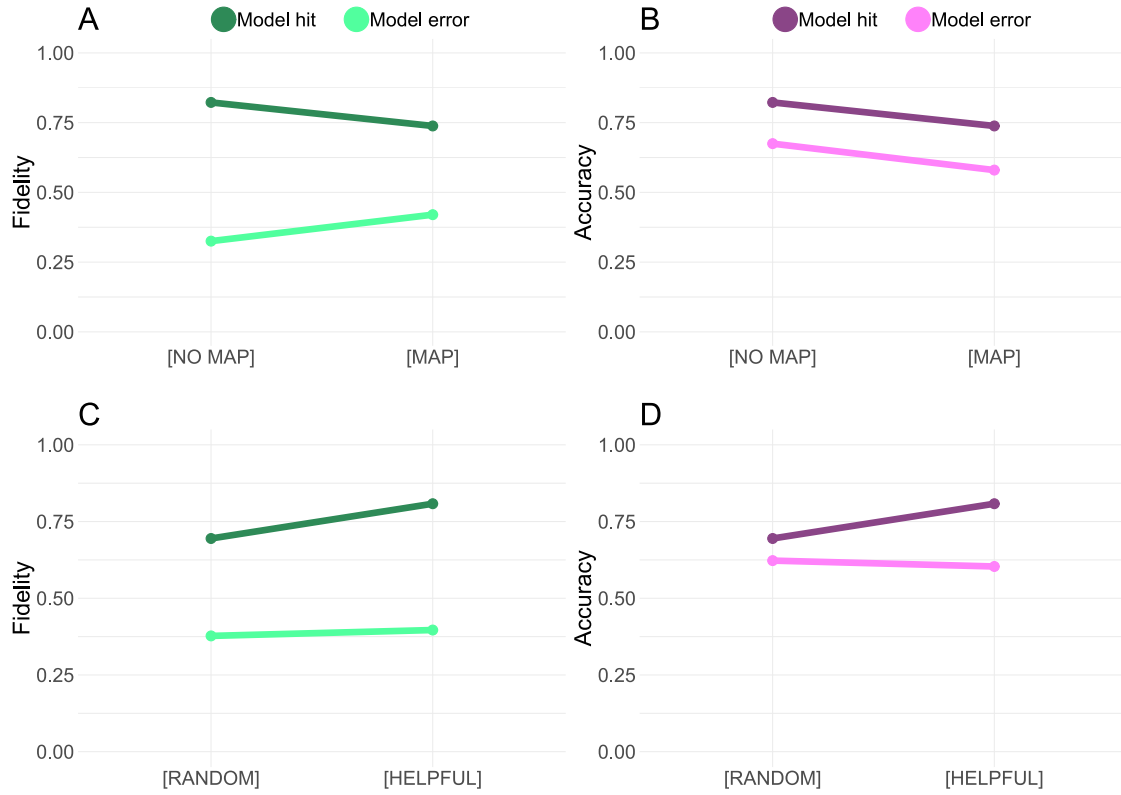 A
Model hit Model error
1.00
0.75
0.50
0.25
0.00
Fidelity
[NO MAP] [MAP]
B
Model hit Model error
1.00
0.75
0.50
0.25
0.00
Accuracy
[NO MAP] [MAP]
C
1.00
0.75
0.50
0.25
0.00
Fidelity
[RANDOM] [HELPFUL]
D
1.00
0.75
0.50
0.25
0.00
Accuracy
[RANDOM] [HELPFUL]